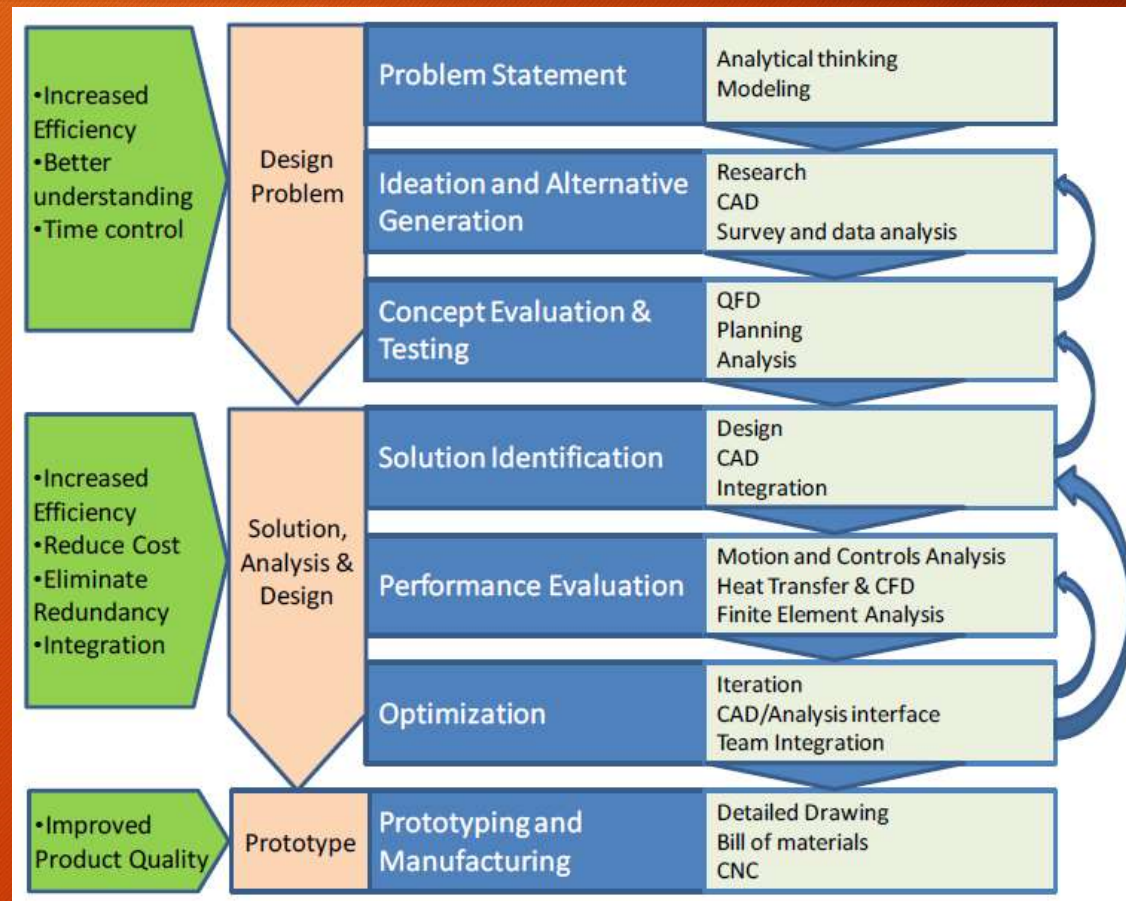 •Increased
Efficiency
•Better
understanding
•Time control
Design
Problem
Problem Statement
Analytical thinking
Modeling
Ideation and Alternative
Generation
Research
CAD
Survey and data analysis
Concept Evaluation &
Testing
QFD
Planning
Analysis
•Increased
Efficiency
•Reduce Cost
•Eliminate
Redundancy
•Integration
Solution,
Analysis &
Design
Solution Identification
Design
CAD
Integration
Performance Evaluation
Motion and Controls Analysis
Heat Transfer & CFD
Finite Element Analysis
Optimization
Iteration
CAD/Analysis interface
Team Integration
•Improved
Product Quality
Prototype
Prototyping and
Manufacturing
Detailed Drawing
Bill of materials
CNC